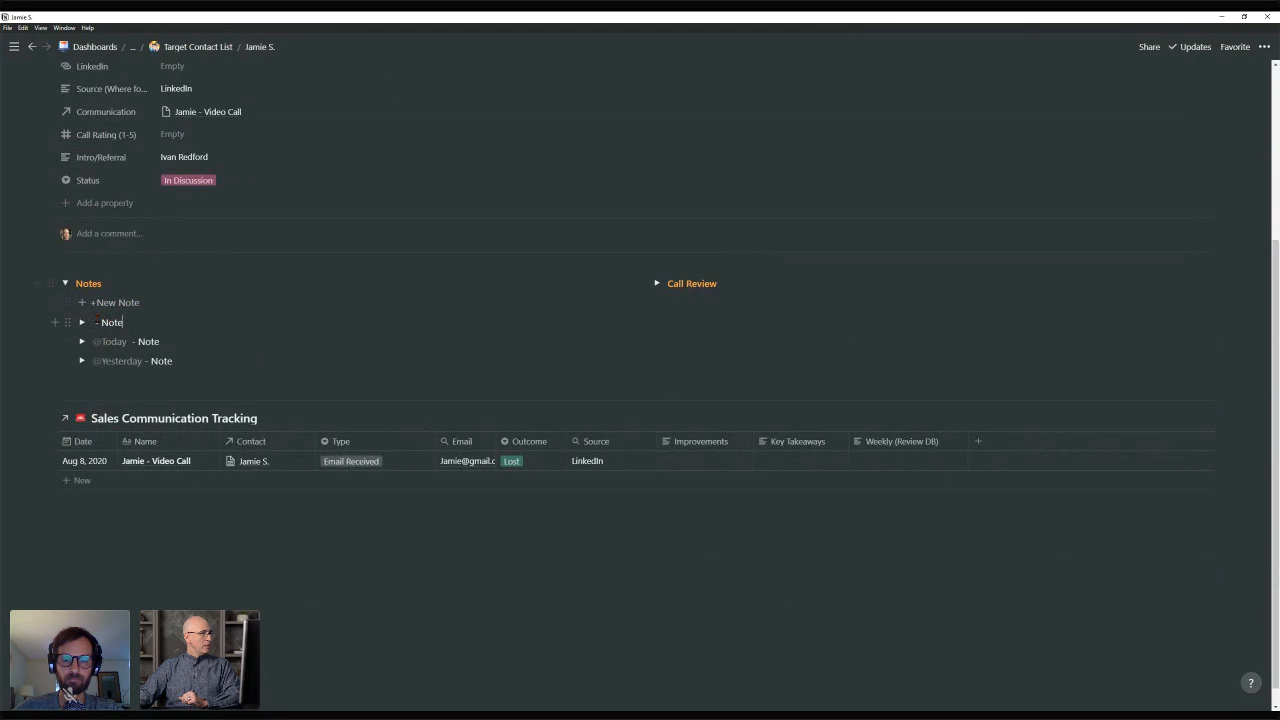 Jamie S.
File Edit View Window Help
Dashboards / ... / Target Contact List / Jamie S.
Share Updates Favorite •••
LinkedIn Empty
Source (Where fo... LinkedIn
Communication Jamie - Video Call
Call Rating (1-5) Empty
Intro/Referral Ivan Redford
Status In Discussion
Add a property
Add a comment...
Notes Call Review
+New Note
- Note
@Today - Note
@Yesterday - Note
Sales Communication Tracking
Date Name Contact Type Email Outcome Source Improvements Key Takeaways Weekly (Review DB)
Aug 8, 2020 Jamie - Video Call Jamie S. Email Received Jamie@gmail.c Lost LinkedIn
New
?